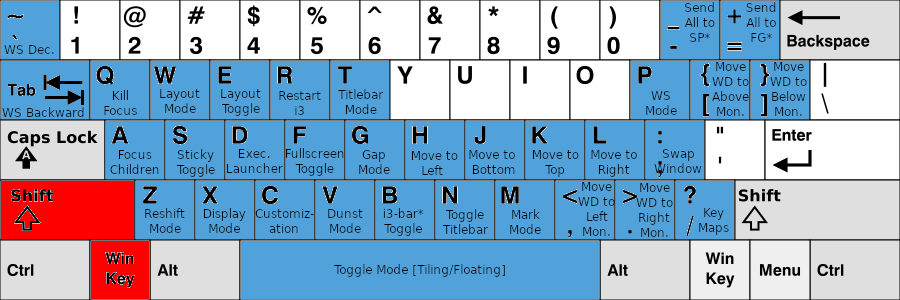 ~ ` WS Dec.
! 1
@ 2
# 3
$ 4
% 5
^ 6
& 7
* 8
( 9
) 0
_ - Send All to SP*
+ = Send All to FG*
Backspace
Tab WS Backward
Q Kill Focus
W Layout Mode
E Layout Toggle
R Restart i3
T Titlebar Mode
Y
U
I
O
P WS Mode
{ [ Move WD to Above Mon.
} ] Move WD to Below Mon.
| \
Caps Lock A
A Focus Children
S Sticky Toggle
D Exec. Launcher
F Fullscreen Toggle
G Gap Mode
H Move to Left
J Move to Bottom
K Move to Top
L Move to Right
: ; Swap Window
" '
Enter
Shift
Z Reshift Mode
X Display Mode
C Customiz-ation
V Dunst Mode
B i3-bar* Toggle
N Toggle Titlebar
M Mark Mode
< , Move WD to Left Mon.
> . Move WD to Right Mon.
? / Key Maps
Shift
Ctrl
Win Key
Alt
Toggle Mode [Tiling/Floating]
Alt
Win Key
Menu
Ctrl